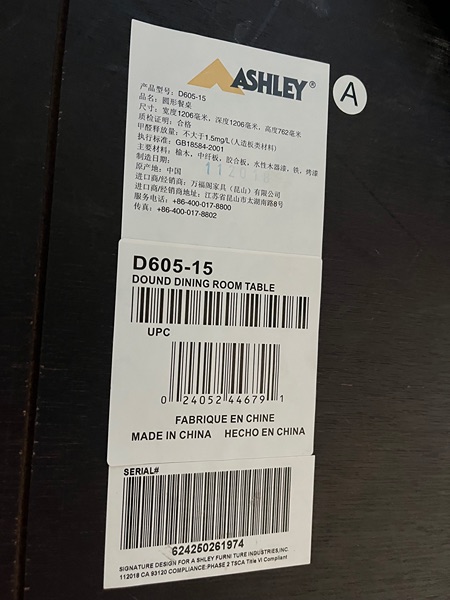 ASHLEY®
A
产品型号：D605-15
品名：圆形餐桌
尺寸：宽度1206毫米，深度1206毫米，高度762毫米
质检证明：合格
甲醛释放量：不大于1.5mg/L(人造板类材料)
执行标准：GB18584-2001
主要材料：榆木，中纤板，胶合板，水性木器漆，铁，烤漆
制造日期：
原产地：中国
进口商/经销商：万福阁家具（昆山）有限公司
进口商/经销商地址：江苏省昆山市太湖南路8号
服务电话：+86-400-017-8800
传真：+86-400-017-8802
D605-15
DOUND DINING ROOM TABLE
UPC
0 24052 44679 1
FABRIQUE EN CHINE
MADE IN CHINA HECHO EN CHINA
SERIAL#
624250261974
SIGNATURE DESIGN FOR A SHLEY FURNI TURE INDUSTRIES,INC.
112018 CA 93120 COMPLIANCE:PHASE 2 TSCA Title VI Compliant